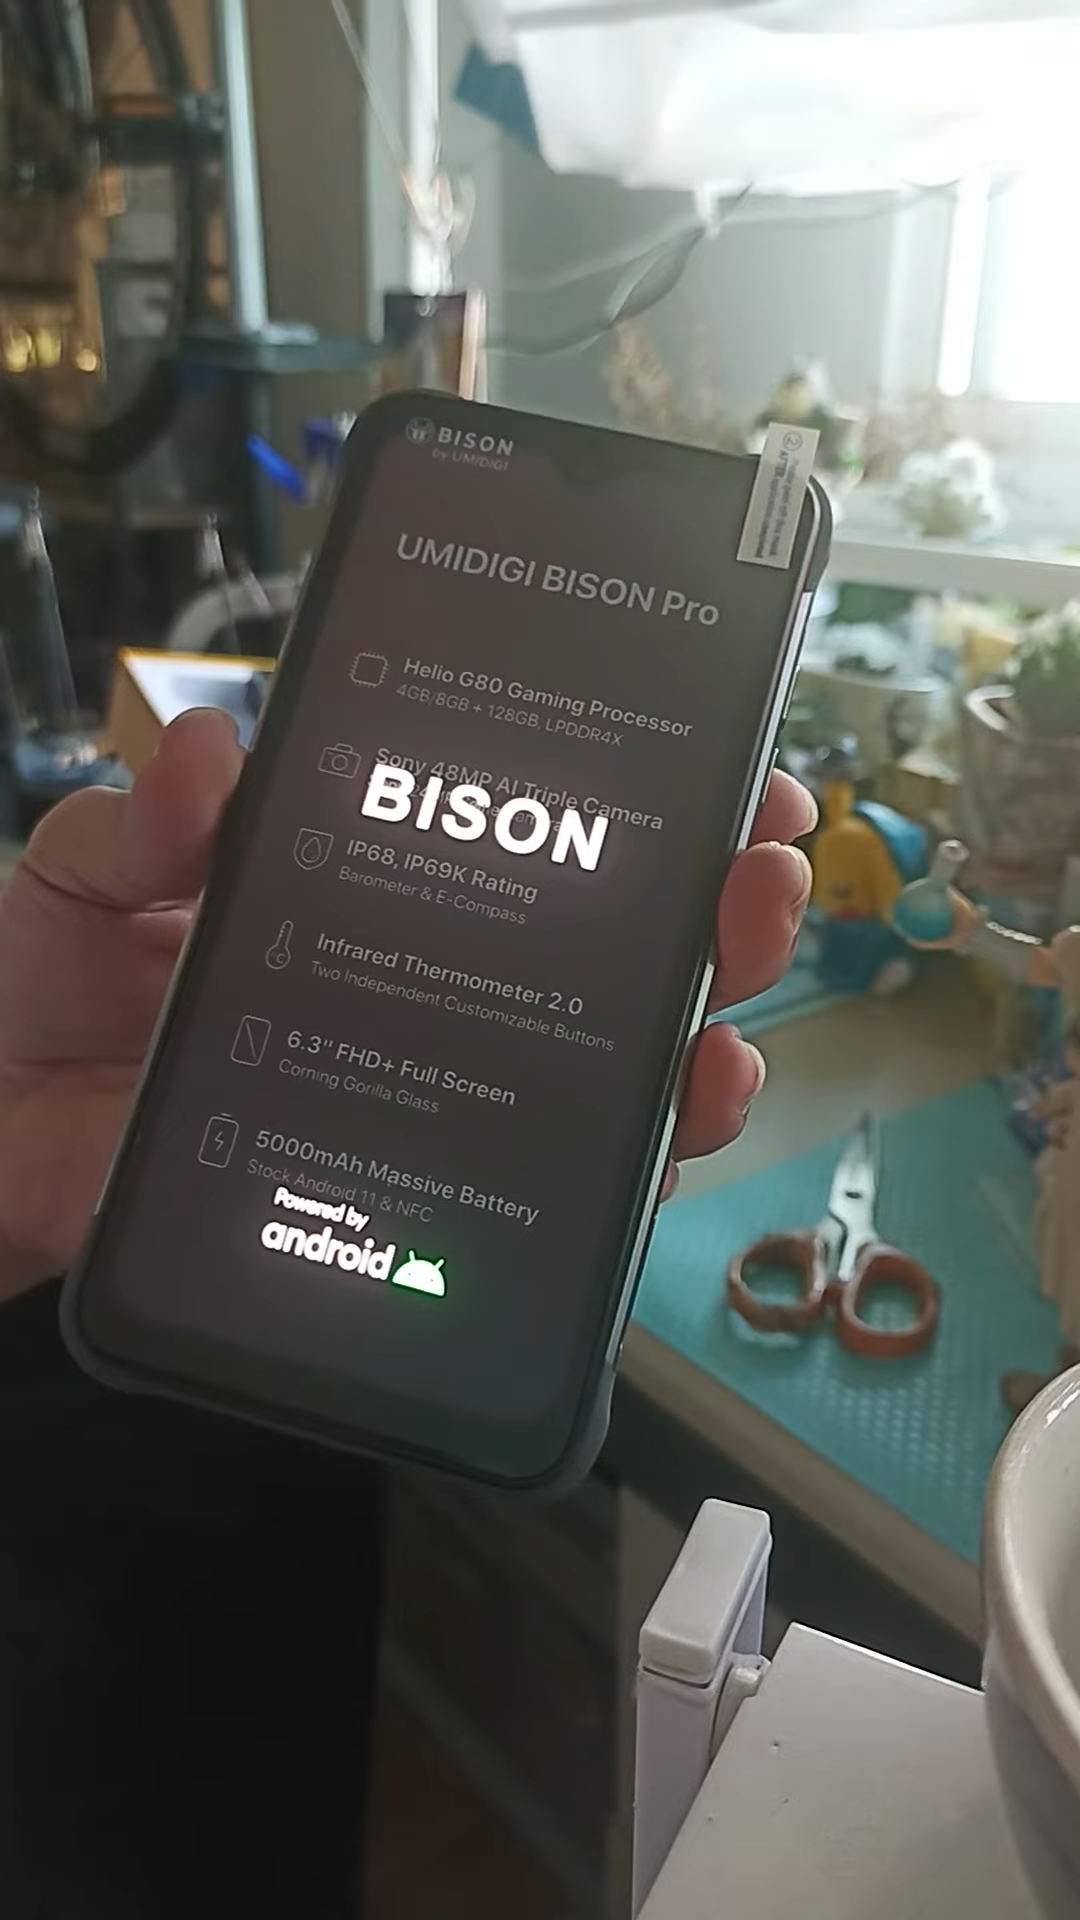 BISON
by UMIDIGI
UMIDIGI BISON Pro
Helio G80 Gaming Processor
4GB/8GB + 128GB, LPDDR4X
Sony 48MP AI Triple Camera
BISON
IP68, IP69K Rating
Barometer & E-Compass
°C
Infrared Thermometer 2.0
Two Independent Customizable Buttons
6.3" FHD+ Full Screen
Corning Gorilla Glass
5000mAh Massive Battery
Stock Android 11 & NFC
Powered by
android
② 
AFTER